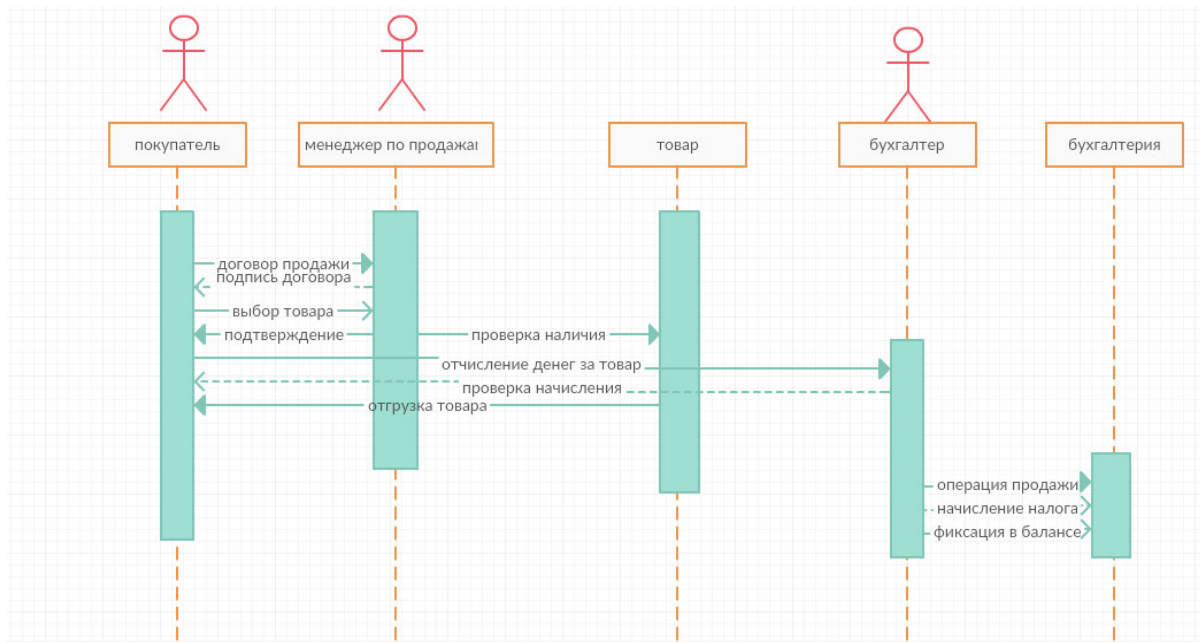 покупатель
менеджер по продажа
товар
бухгалтер
бухгалтерия
договор продажи
подпись договора
выбор товара
подтверждение
проверка наличия
отчисление денег за товар
проверка начисления
отгрузка товара
операция продажи
начисление налога
фиксация в балансе